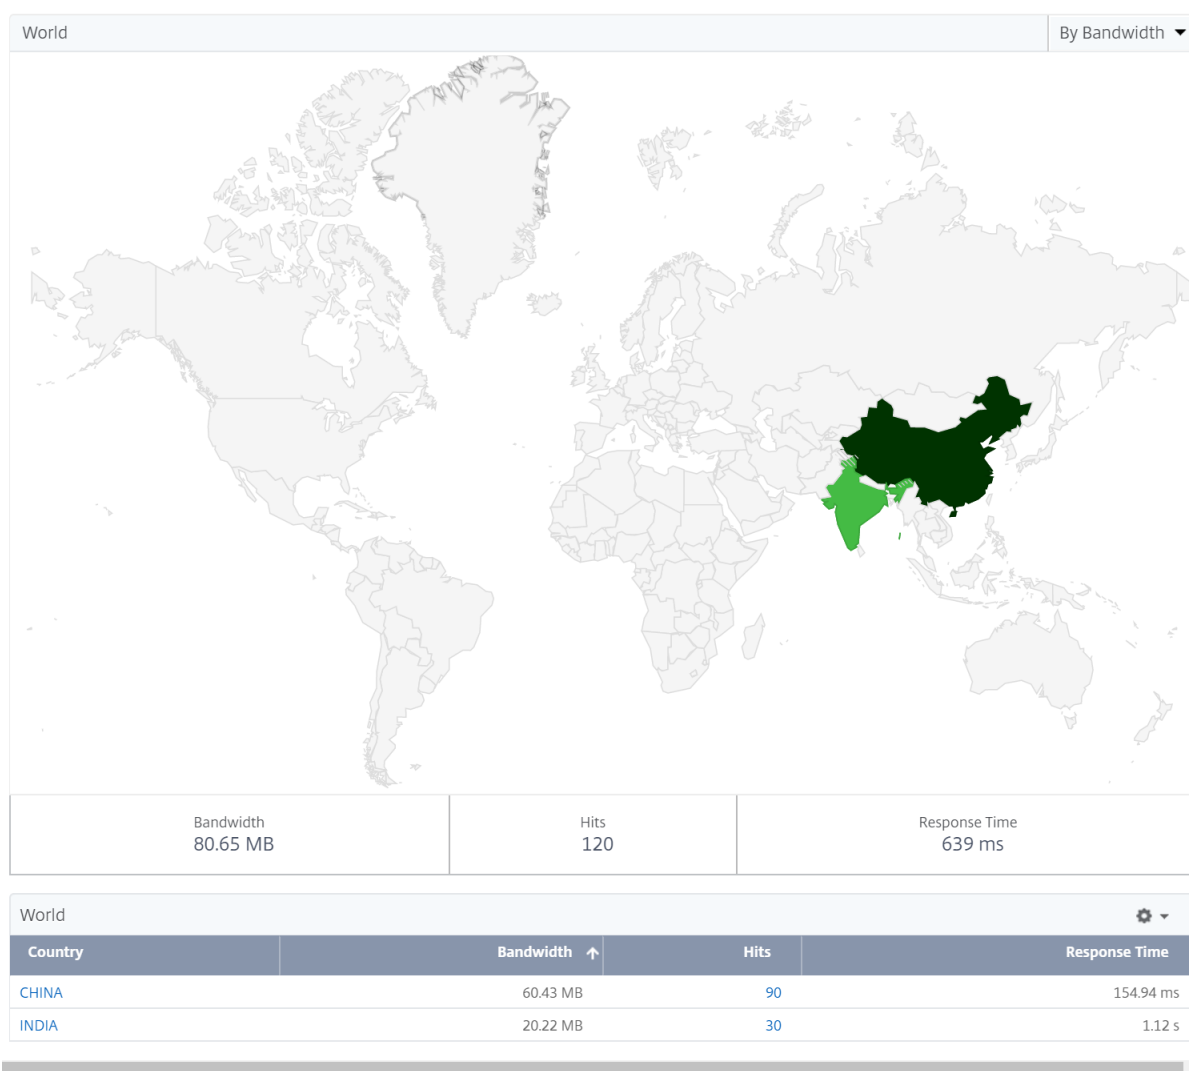 World By Bandwidth
Bandwidth Hits Response Time
80.65 MB 120 639 ms
World
Country Bandwidth Hits Response Time
CHINA 60.43 MB 90 154.94 ms
INDIA 20.22 MB 30 1.12 s